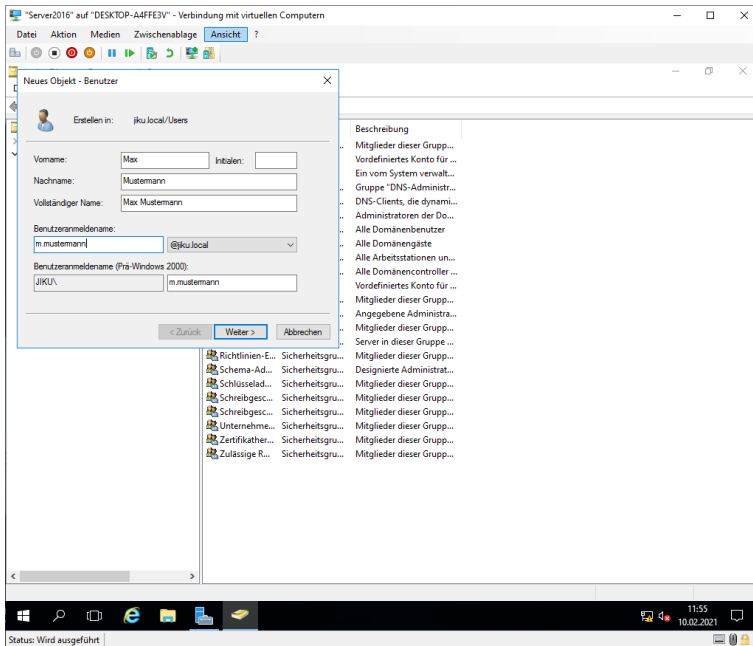 "Server2016" auf "DESKTOP-A4FFE3V" - Verbindung mit virtuellen Computern
Datei Aktion Medien Zwischenablage Ansicht ?
Neues Objekt - Benutzer
Erstellen in: jiku.local/Users
Vorname: Max Initialen:
Nachname: Mustermann
Vollständiger Name: Max Mustermann
Benutzeranmeldename:
m.mustermann @jiku.local
Benutzeranmeldename (Prä-Windows 2000):
JIKU\ m.mustermann
< Zurück Weiter > Abbrechen
Beschreibung
Mitglieder dieser Grupp...
Vordefiniertes Konto für ...
Ein vom System verwalt...
Gruppe "DNS-Administr...
DNS-Clients, die dynami...
Administratoren der Do...
Alle Domänenbenutzer
Alle Domänengäste
Alle Arbeitsstationen un...
Alle Domänencontroller ...
Vordefiniertes Konto für ...
Mitglieder dieser Grupp...
Angegebene Administra...
Mitglieder dieser Grupp...
Server in dieser Gruppe ...
Richtlinien-E... Sicherheitsgru... Mitglieder dieser Grupp...
Schema-Ad... Sicherheitsgru... Designierte Administrat...
Schlüsselad... Sicherheitsgru... Mitglieder dieser Grupp...
Schreibgesc... Sicherheitsgru... Mitglieder dieser Grupp...
Schreibgesc... Sicherheitsgru... Mitglieder dieser Grupp...
Unternehme... Sicherheitsgru... Mitglieder dieser Grupp...
Zertifikather... Sicherheitsgru... Mitglieder dieser Grupp...
Zulässige R... Sicherheitsgru... Mitglieder dieser Grupp...
11:55
10.02.2021
Status: Wird ausgeführt